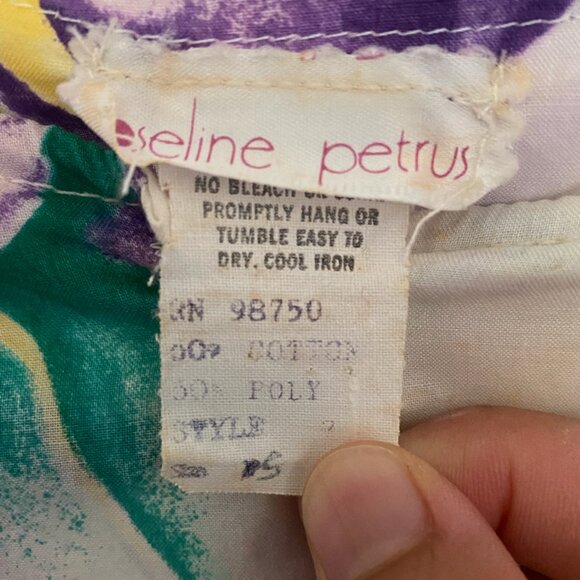 seline petrus
NO BLEACH
PROMPTLY HANG OR
TUMBLE EASY TO
DRY. COOL IRON
RN 98750
COTTON
POLY
STYLE